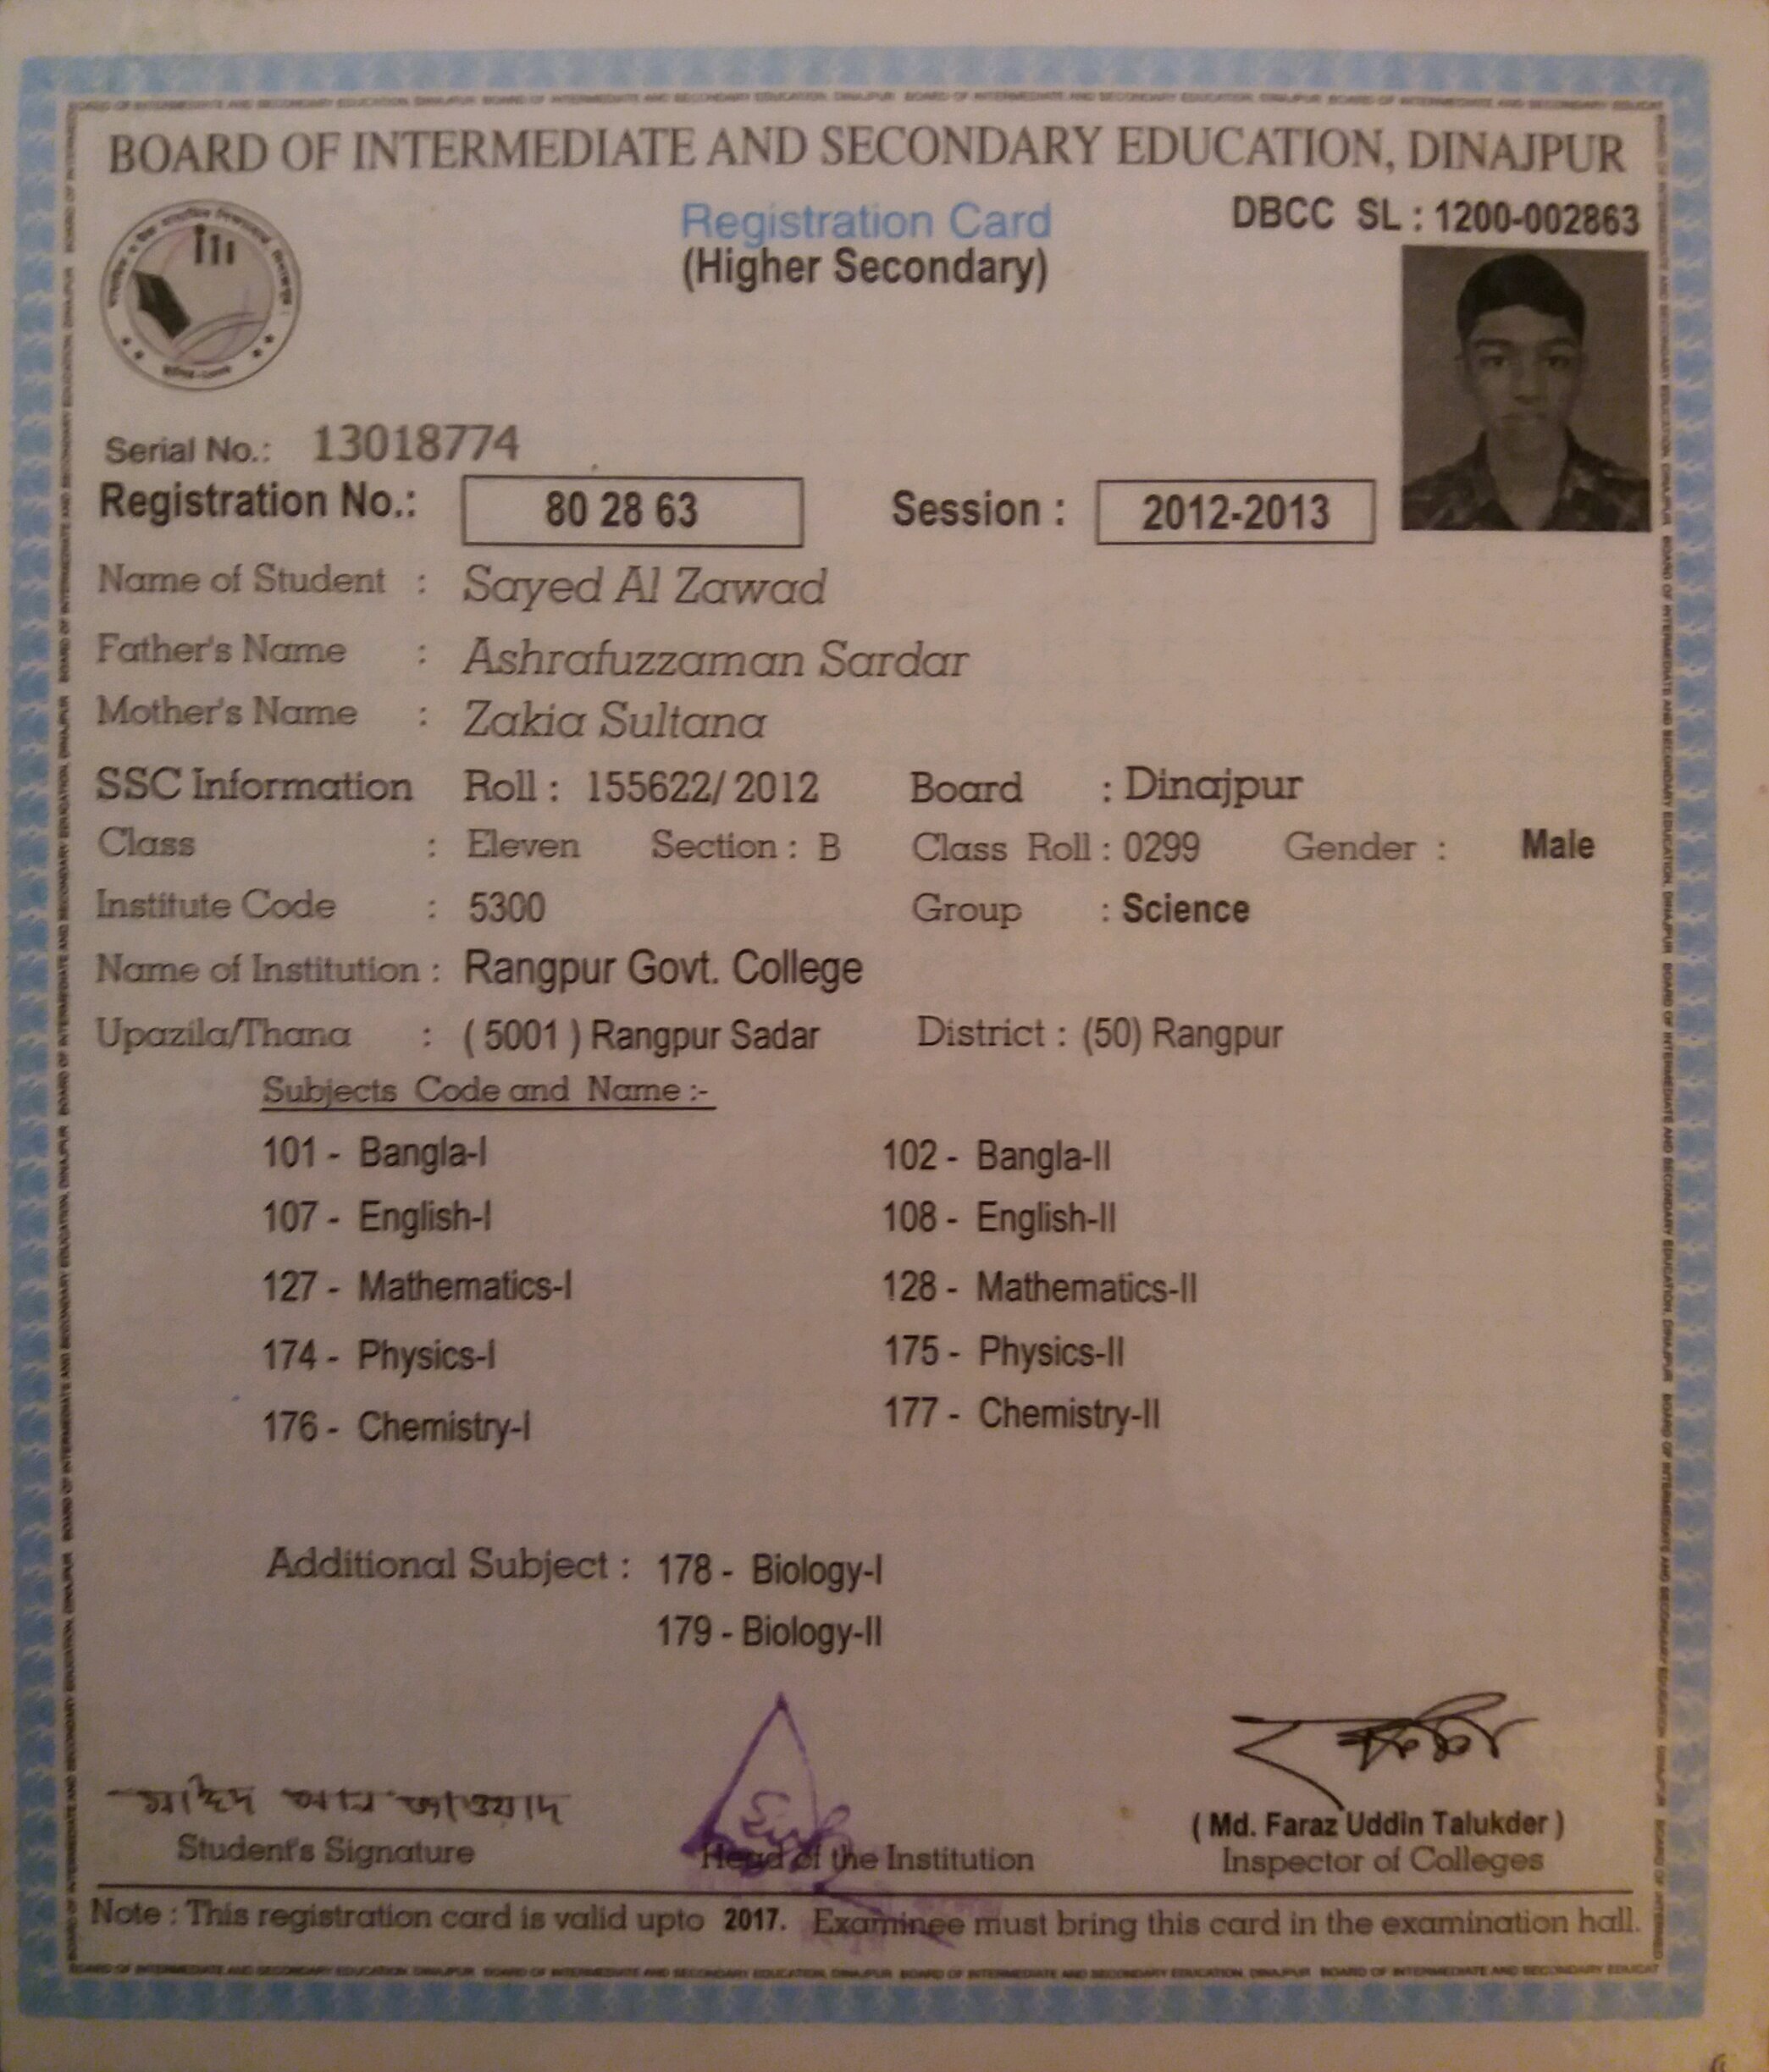 BOARD OF INTERMEDIATE AND SECONDARY EDUCATION, DINAJPUR
Registration Card
(Higher Secondary)
DBCC SL : 1200-002863
Serial No.: 13018774
Registration No.: 80 28 63 Session : 2012-2013
Name of Student : Sayed Al Zawad
Father's Name : Ashrafuzzaman Sardar
Mother's Name : Zakia Sultana
SSC Information Roll : 155622/ 2012 Board : Dinajpur
Class : Eleven Section : B Class Roll : 0299 Gender : Male
Institute Code : 5300 Group : Science
Name of Institution : Rangpur Govt. College
Upazila/Thana : ( 5001 ) Rangpur Sadar District : (50) Rangpur
Subjects Code and Name :-
101 - Bangla-I 102 - Bangla-II
107 - English-I 108 - English-II
127 - Mathematics-I 128 - Mathematics-II
174 - Physics-I 175 - Physics-II
176 - Chemistry-I 177 - Chemistry-II
Additional Subject : 178 - Biology-I
179 - Biology-II
সাঈদ আল জাওয়াদ
Student's Signature
Head of the Institution
( Md. Faraz Uddin Talukder )
Inspector of Colleges
Note : This registration card is valid upto 2017. Examinee must bring this card in the examination hall.